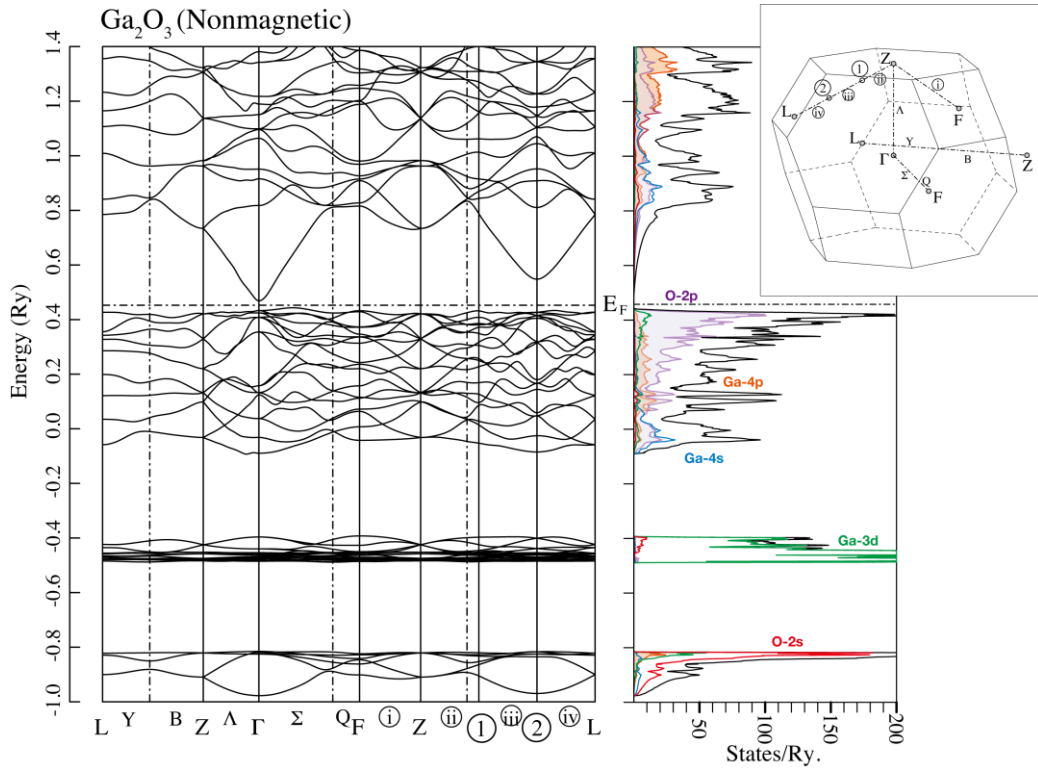 Ga₂O₃ (Nonmagnetic)
Energy (Ry)
1.4
1.2
1.0
0.8
0.6
0.4
0.2
0.0
-0.2
-0.4
-0.6
-0.8
-1.0
L Y B Z Λ Γ Σ Q F ⓘ Z ⓘⓘ ① ⓘⓘⓘ ② ⓘⓥ L
E_F
O-2p
Ga-4p
Ga-4s
Ga-3d
O-2s
50 100 150 200
States/Ry.
Z
① ii i
② iii
L iv Λ F
L Y
Γ B Z
Σ Q
F